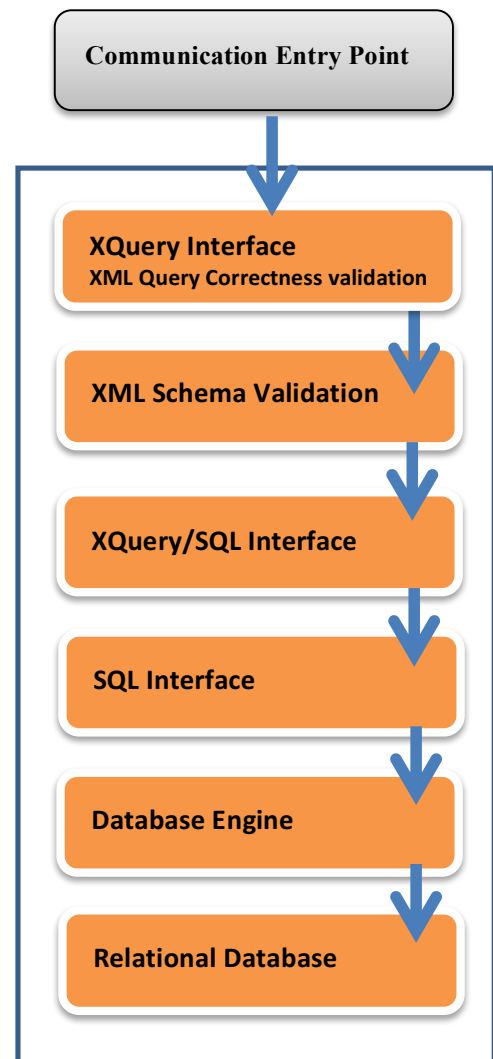 Communication Entry Point
XQuery Interface
XML Query Correctness validation
XML Schema Validation
XQuery/SQL Interface
SQL Interface
Database Engine
Relational Database